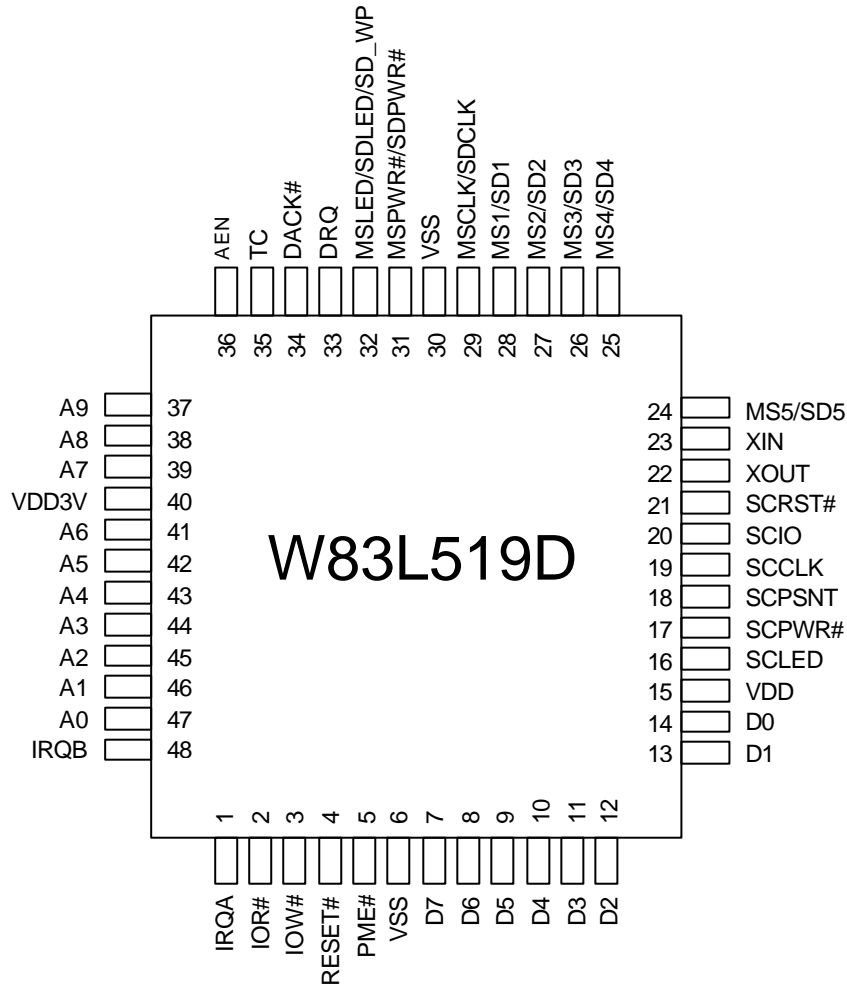 AEN
TC
DACK#
DRQ
MSLED/SDLED/SD_WP
MSPWR#/SDPWR#
VSS
MSCLK/SDCLK
MS1/SD1
MS2/SD2
MS3/SD3
MS4/SD4
36 35 34 33 32 31 30 29 28 27 26 25
A9 37
A8 38
A7 39
VDD3V 40
A6 41
A5 42
A4 43
A3 44
A2 45
A1 46
A0 47
IRQB 48
W83L519D
24 MS5/SD5
23 XIN
22 XOUT
21 SCRST#
20 SCIO
19 SCCLK
18 SCPSNT
17 SCPWR#
16 SCLED
15 VDD
14 D0
13 D1
1 2 3 4 5 6 7 8 9 10 11 12
IRQA
IOR#
IOW#
RESET#
PME#
VSS
D7
D6
D5
D4
D3
D2